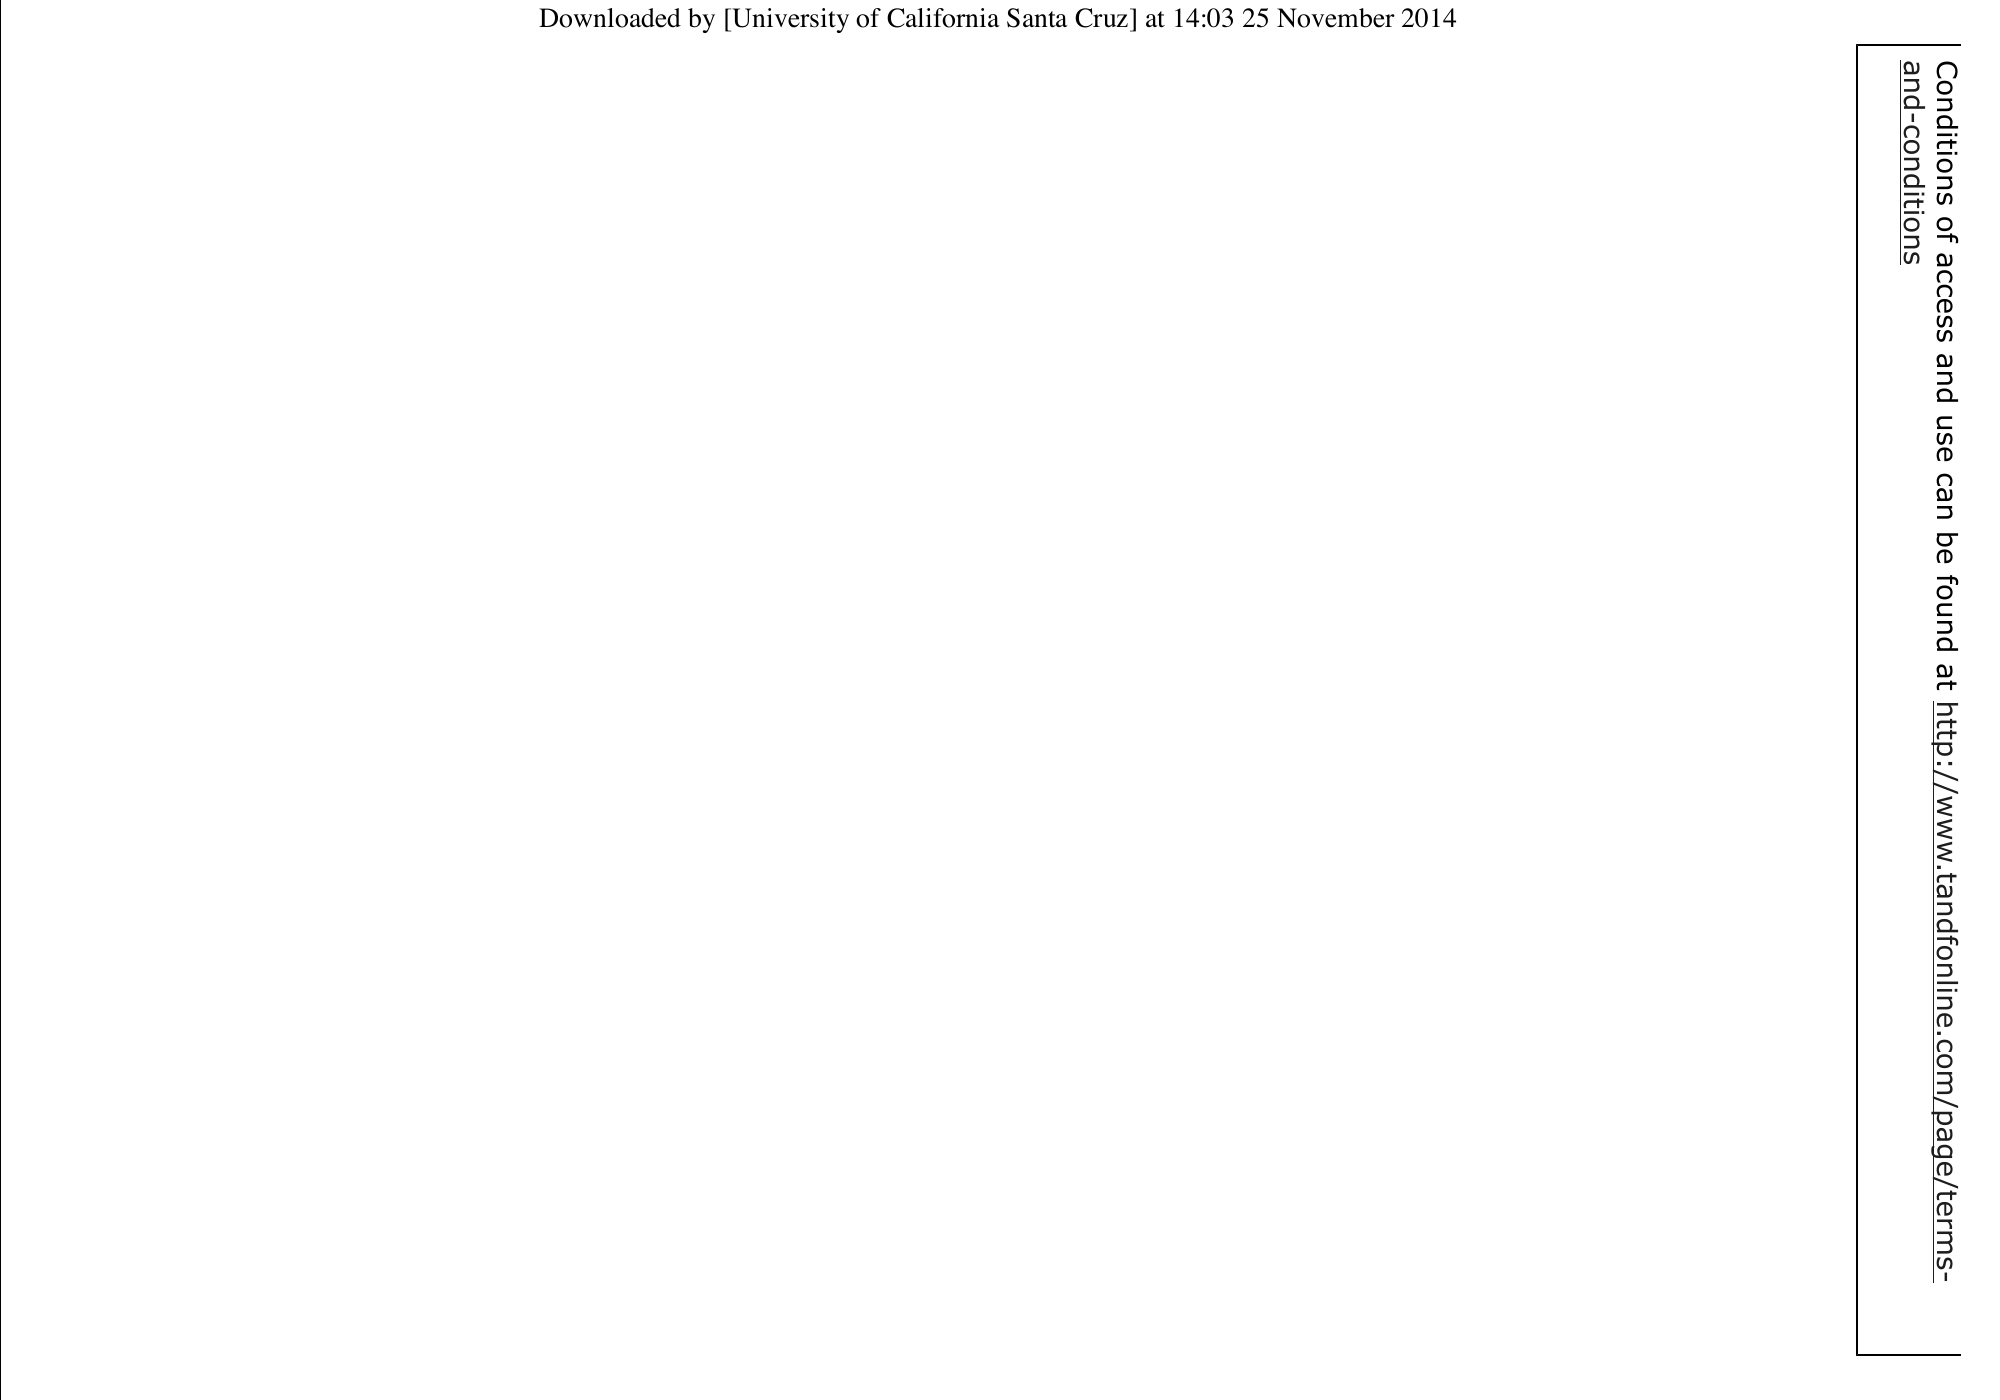 Downloaded by [University of California Santa Cruz] at 14:03 25 November 2014
Conditions of access and use can be found at http://www.tandfonline.com/page/terms-
and-conditions